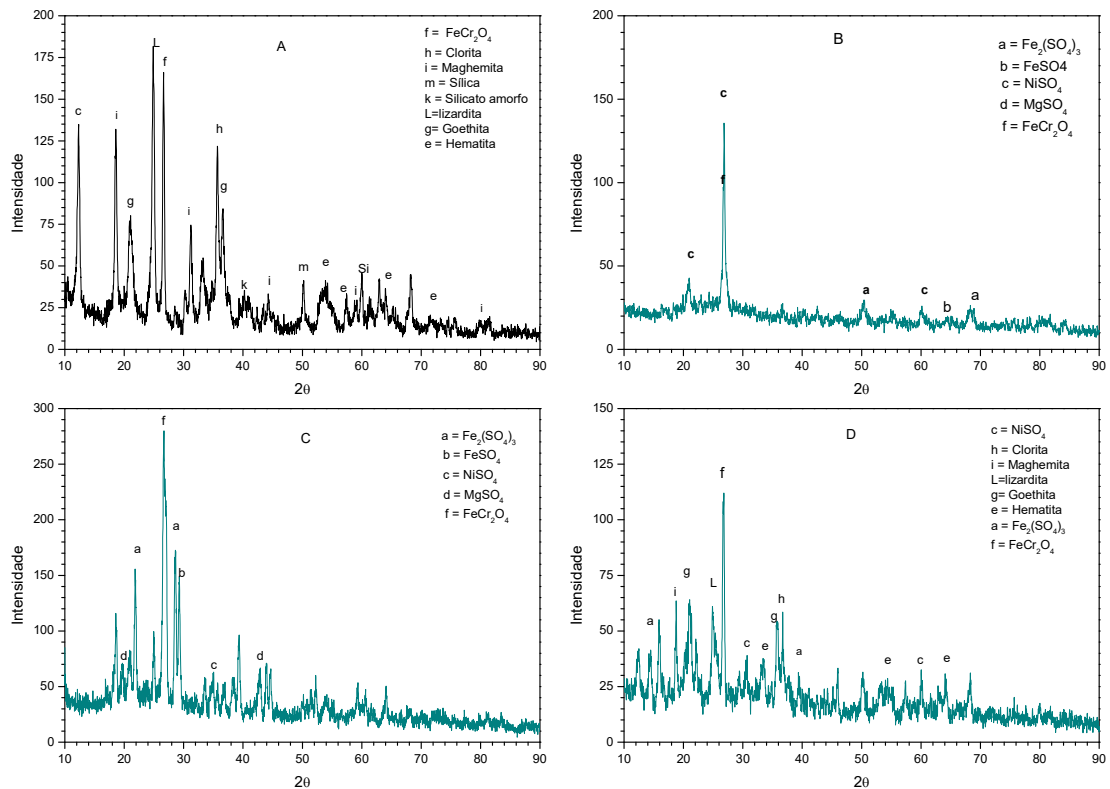 A
f = FeCr₂O₄
h = Clorita
i = Maghemita
m = Sílica
k = Silicato amorfo
L=lizardita
g= Goethita
e = Hematita
c
i
g
L
f
i
h
g
k
i
m
e
e
i
Si
e
e
i
200
175
150
125
100
75
50
25
0
Intensidade
10 20 30 40 50 60 70 80 90
2θ
B
a = Fe₂(SO₄)₃
b = FeSO4
c = NiSO₄
d = MgSO₄
f = FeCr₂O₄
c
f
c
a
c
b
a
200
150
100
50
0
Intensidade
10 20 30 40 50 60 70 80 90
2θ
C
a = Fe₂(SO₄)₃
b = FeSO₄
c = NiSO₄
d = MgSO₄
f = FeCr₂O₄
f
a
a
b
d
c
d
300
250
200
150
100
50
0
Intensidade
10 20 30 40 50 60 70 80 90
2θ
D
c = NiSO₄
h = Clorita
i = Maghemita
L=lizardita
g= Goethita
e = Hematita
a = Fe₂(SO₄)₃
f = FeCr₂O₄
a
i
g
L
f
c
e
g
h
a
e
c
e
150
125
100
75
50
25
0
Intensidade
10 20 30 40 50 60 70 80 90
2θ